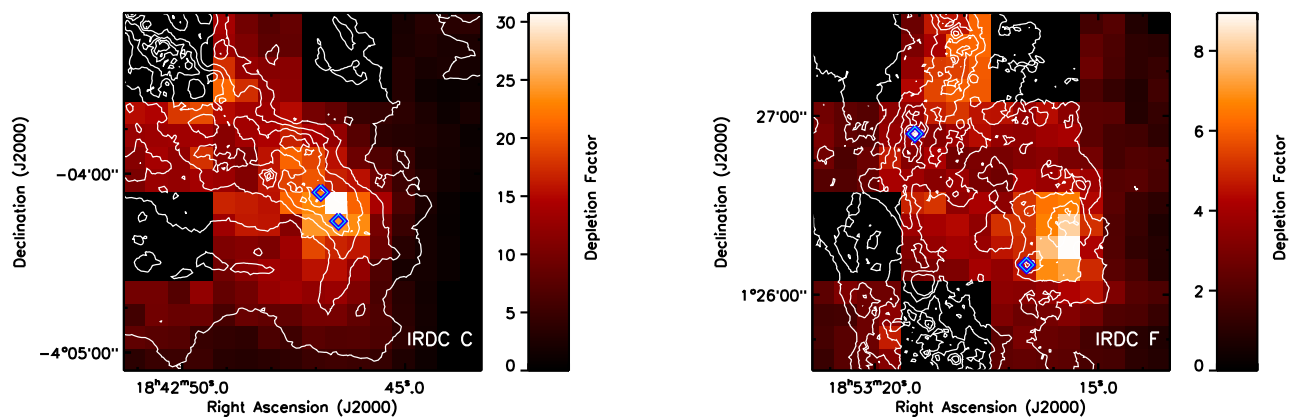 Declination (J2000)
-04'00"
-4°05'00"
18ʰ42ᵐ50ˢ.0
45ˢ.0
Right Ascension (J2000)
IRDC C
30
25
20
15
10
5
0
Depletion Factor
Declination (J2000)
27'00"
1°26'00"
18ʰ53ᵐ20ˢ.0
15ˢ.0
Right Ascension (J2000)
IRDC F
8
6
4
2
0
Depletion Factor